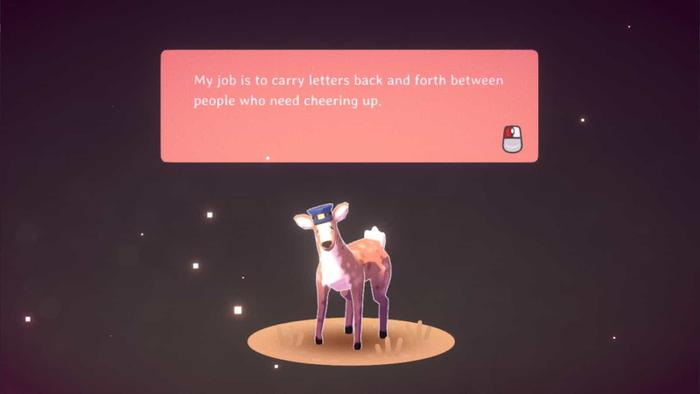 My job is to carry letters back and forth between
people who need cheering up.